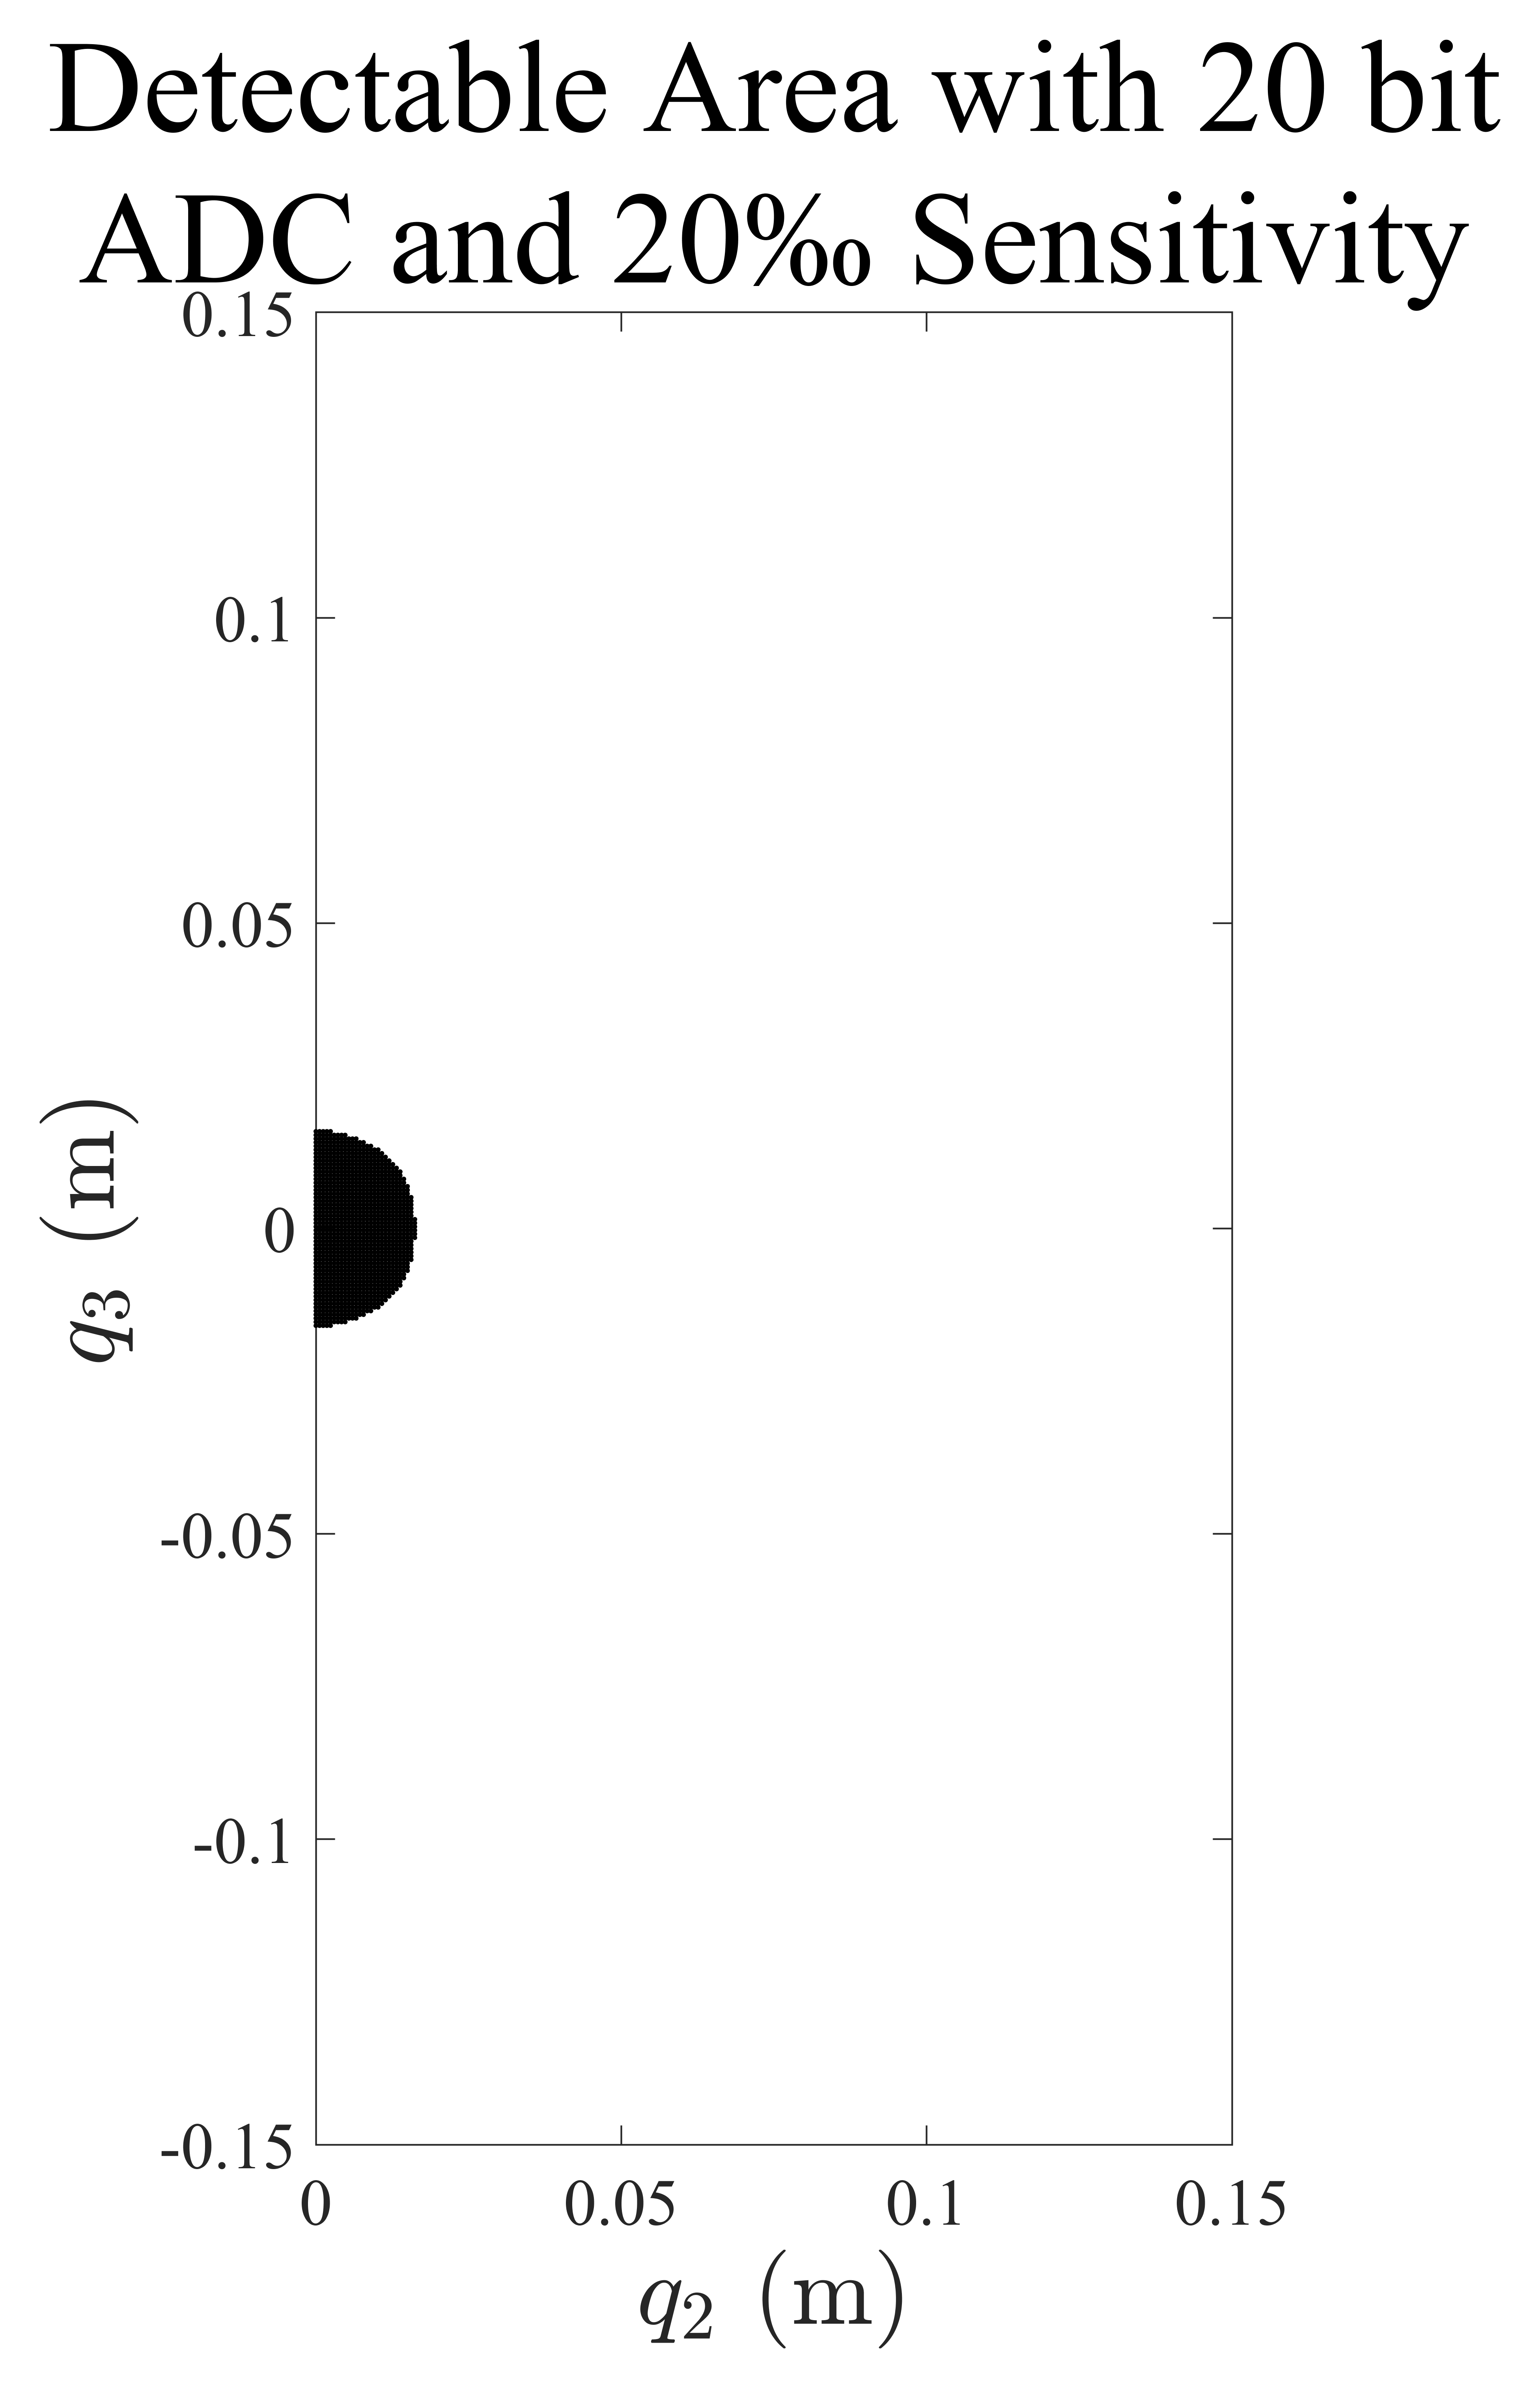 Detectable Area with 20 bit
ADC and 20‰ Sensitivity
0.15
0.1
0.05
0
-0.05
-0.1
-0.15
q₃ (m)
0 0.05 0.1 0.15
q₂ (m)